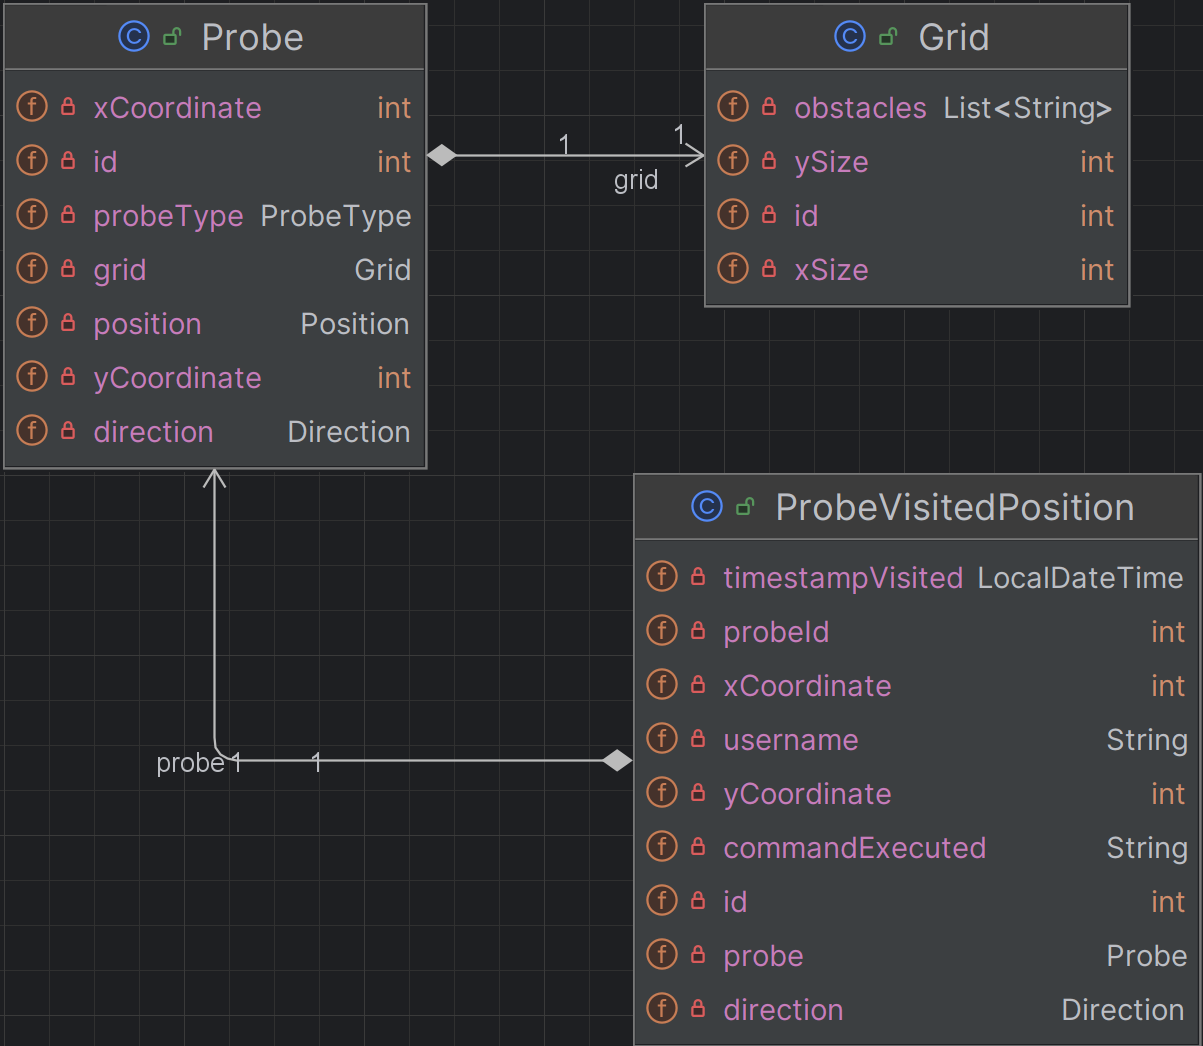 Probe
xCoordinate int
id int
probeType ProbeType
grid Grid
position Position
yCoordinate int
direction Direction
1 1
grid
Grid
obstacles List<String>
ySize int
id int
xSize int
probe 1 1
ProbeVisitedPosition
timestampVisited LocalDateTime
probeId int
xCoordinate int
username String
yCoordinate int
commandExecuted String
id int
probe Probe
direction Direction